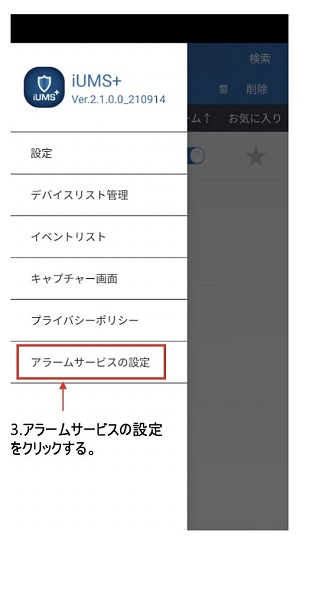 検索
iUMS+
iUMS+
Ver.2.1.0.0_210914
削除
ーム↑ お気に入り
設定
デバイスリスト管理
イベントリスト
キャプチャー画面
プライバシーポリシー
アラームサービスの設定
3.アラームサービスの設定
をクリックする。